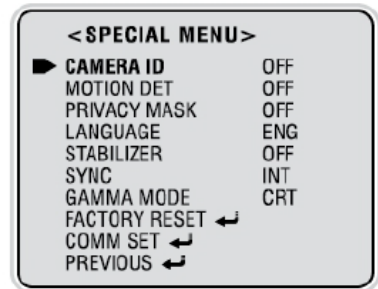 <SPECIAL MENU>
CAMERA ID OFF
MOTION DET OFF
PRIVACY MASK OFF
LANGUAGE ENG
STABILIZER OFF
SYNC INT
GAMMA MODE CRT
FACTORY RESET ↵
COMM SET ↵
PREVIOUS ↵